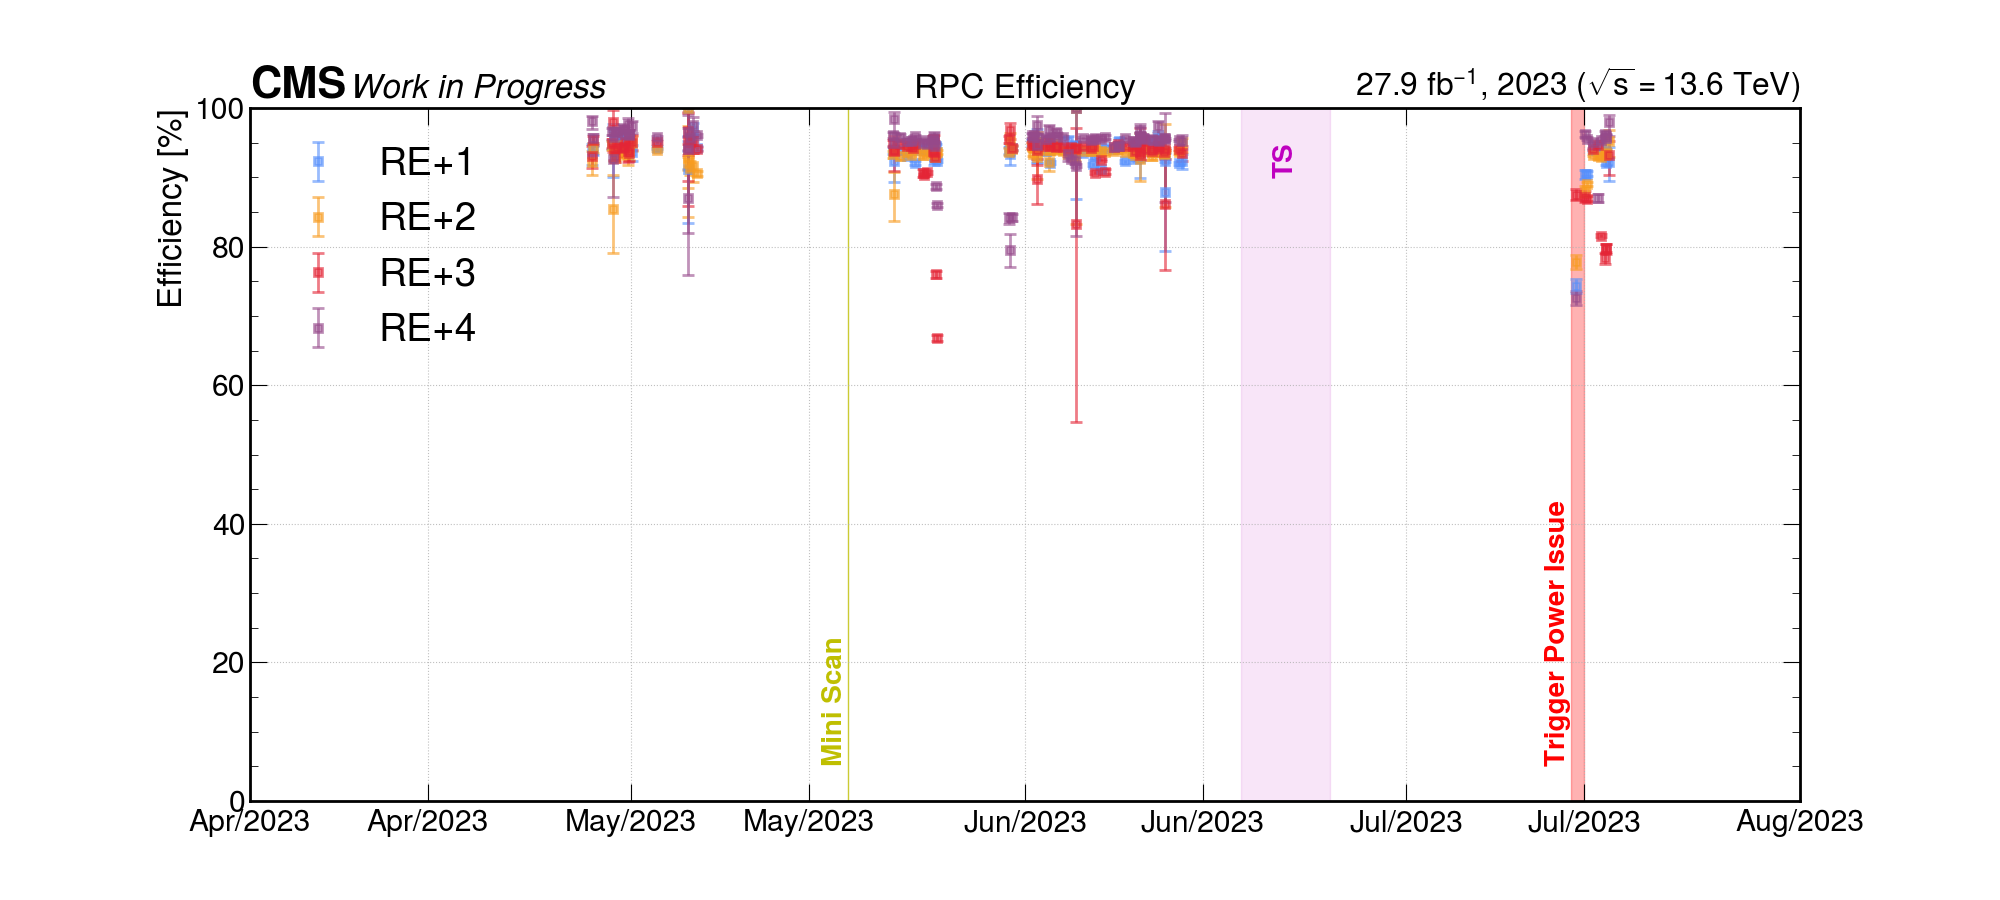 CMS Work in Progress RPC Efficiency 27.9 fb⁻¹, 2023 (√s = 13.6 TeV)
Efficiency [%]
100
80
60
40
20
0
RE+1
RE+2
RE+3
RE+4
Mini Scan
TS
Trigger Power Issue
Apr/2023 Apr/2023 May/2023 May/2023 Jun/2023 Jun/2023 Jul/2023 Jul/2023 Aug/2023